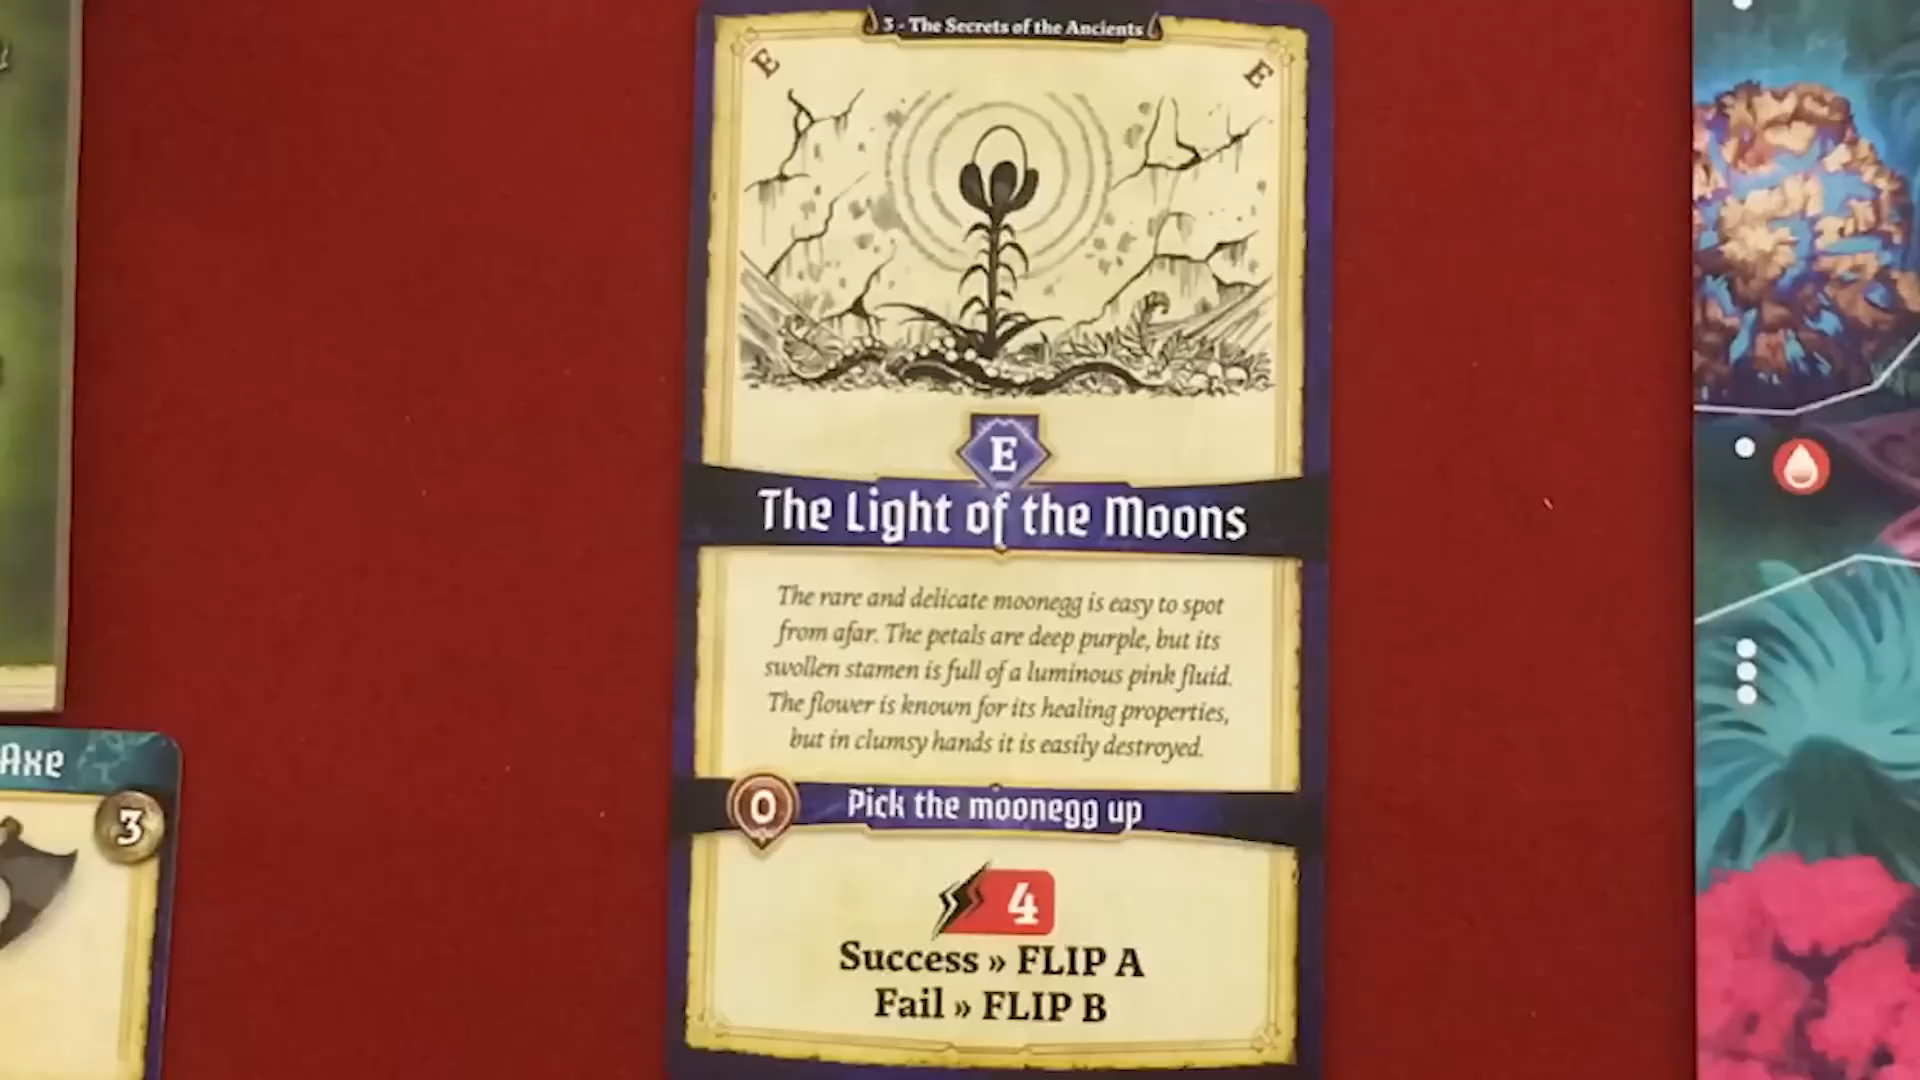 3 - The Secrets of the Ancients
E
E
E
The Light of the Moons
The rare and delicate moonegg is easy to spot
from afar. The petals are deep purple, but its
swollen stamen is full of a luminous pink fluid.
The flower is known for its healing properties,
but in clumsy hands it is easily destroyed.
0 Pick the moonegg up
4
Success » FLIP A
Fail » FLIP B
Axe
3